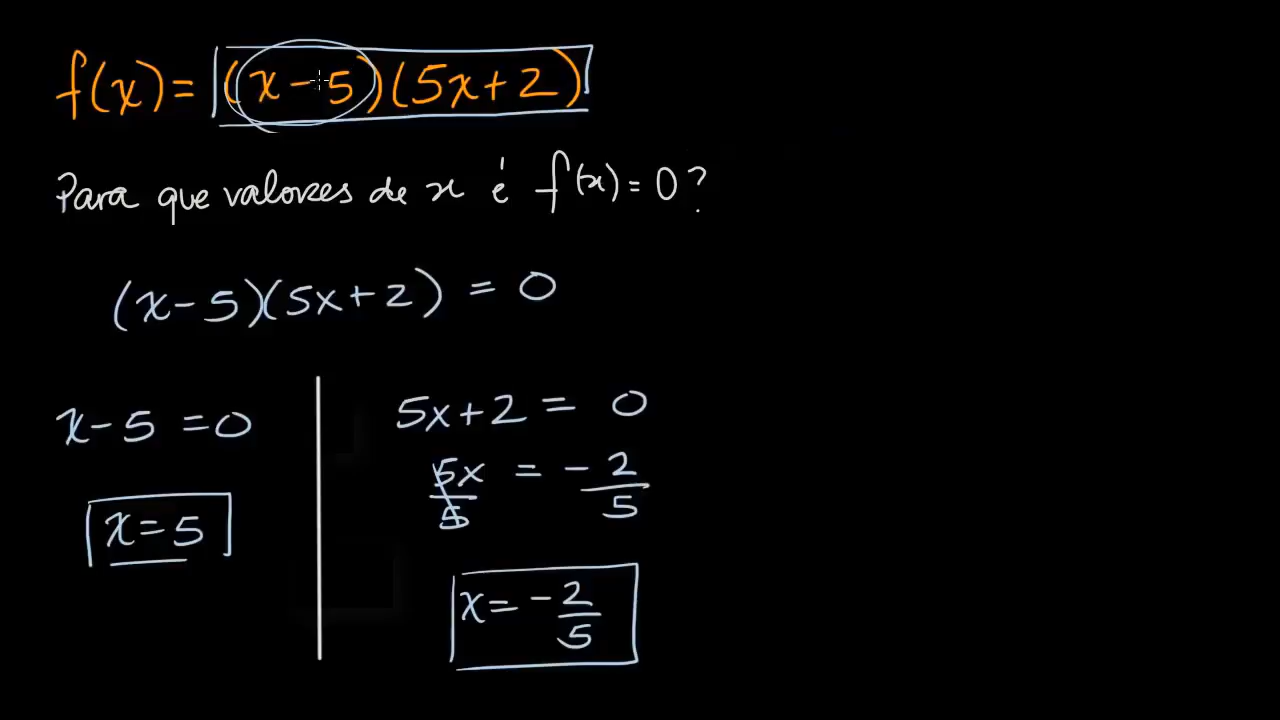 f(x) = (x-5)(5x+2)
Para que valores de x é f(x) = 0?
(x-5)(5x+2) = 0
x-5 = 0
x = 5
5x+2 = 0
5x/5 = -2/5
x = -2/5